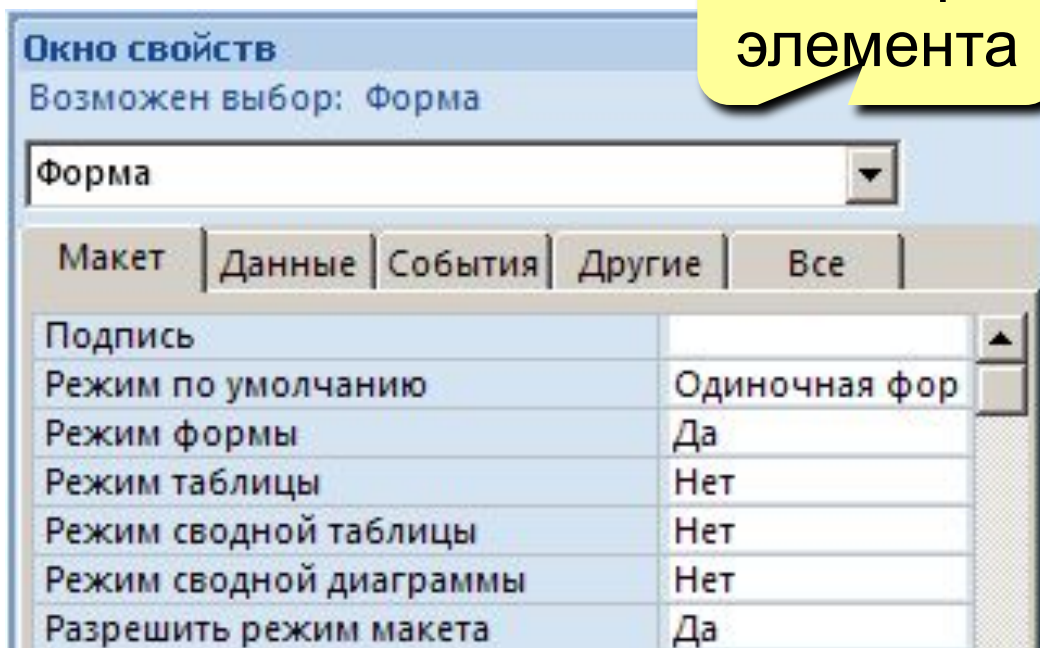 элемента
Окно свойств
Возможен выбор: Форма
Форма
Макет Данные События Другие Все
Подпись
Режим по умолчанию Одиночная фор
Режим формы Да
Режим таблицы Нет
Режим сводной таблицы Нет
Режим сводной диаграммы Нет
Разрешить режим макета Да